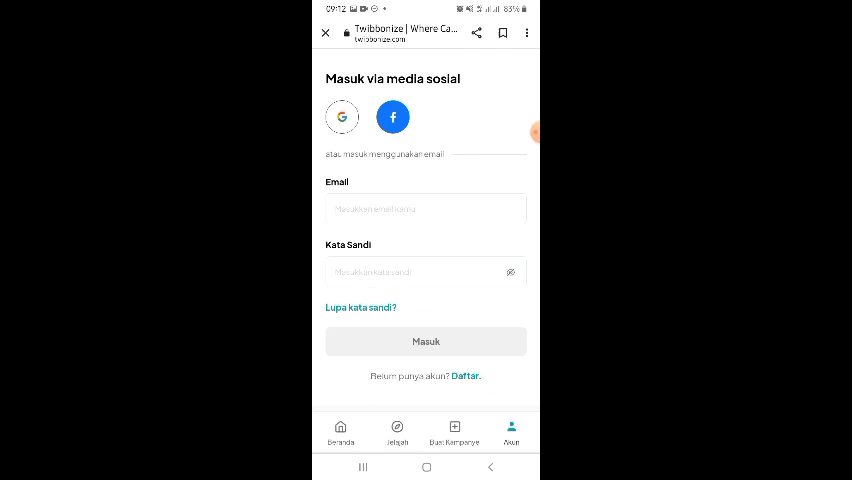 09:12
83%
Twibbonize | Where Ca...
twibbonize.com
Masuk via media sosial
atau masuk menggunakan email
Email
Masukkan email kamu
Kata Sandi
Masukkan kata sandi
Lupa kata sandi?
Masuk
Belum punya akun? Daftar.
Beranda
Jelajah
Buat Kampanye
Akun